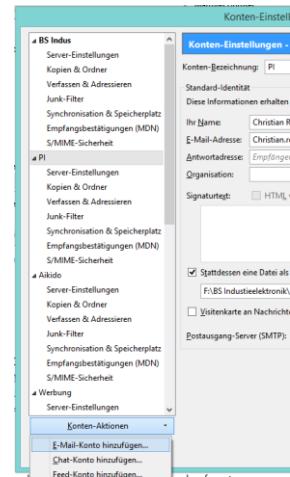 Konten-Einstell
BS Indus
Server-Einstellungen
Kopien & Ordner
Verfassen & Adressieren
Junk-Filter
Synchronisation & Speicherplatz
Empfangsbestätigungen (MDN)
S/MIME-Sicherheit
PI
Server-Einstellungen
Kopien & Ordner
Verfassen & Adressieren
Junk-Filter
Synchronisation & Speicherplatz
Empfangsbestätigungen (MDN)
S/MIME-Sicherheit
Aikido
Server-Einstellungen
Kopien & Ordner
Verfassen & Adressieren
Junk-Filter
Synchronisation & Speicherplatz
Empfangsbestätigungen (MDN)
S/MIME-Sicherheit
Werbung
Server-Einstellungen
Konten-Aktionen
E-Mail-Konto hinzufügen...
Chat-Konto hinzufügen...
Feed-Konto hinzufügen...
Konten-Einstellungen -
Konten-Bezeichnung: PI
Standard-Identität
Diese Informationen erhalten
Ihr Name: Christian R
E-Mail-Adresse: Christian.re
Antwortadresse: Empfänger
Organisation:
Signaturtext: HTML
Stattdessen eine Datei als
F:\BS Industieelektronik\
Visitenkarte an Nachricht
Postausgang-Server (SMTP):